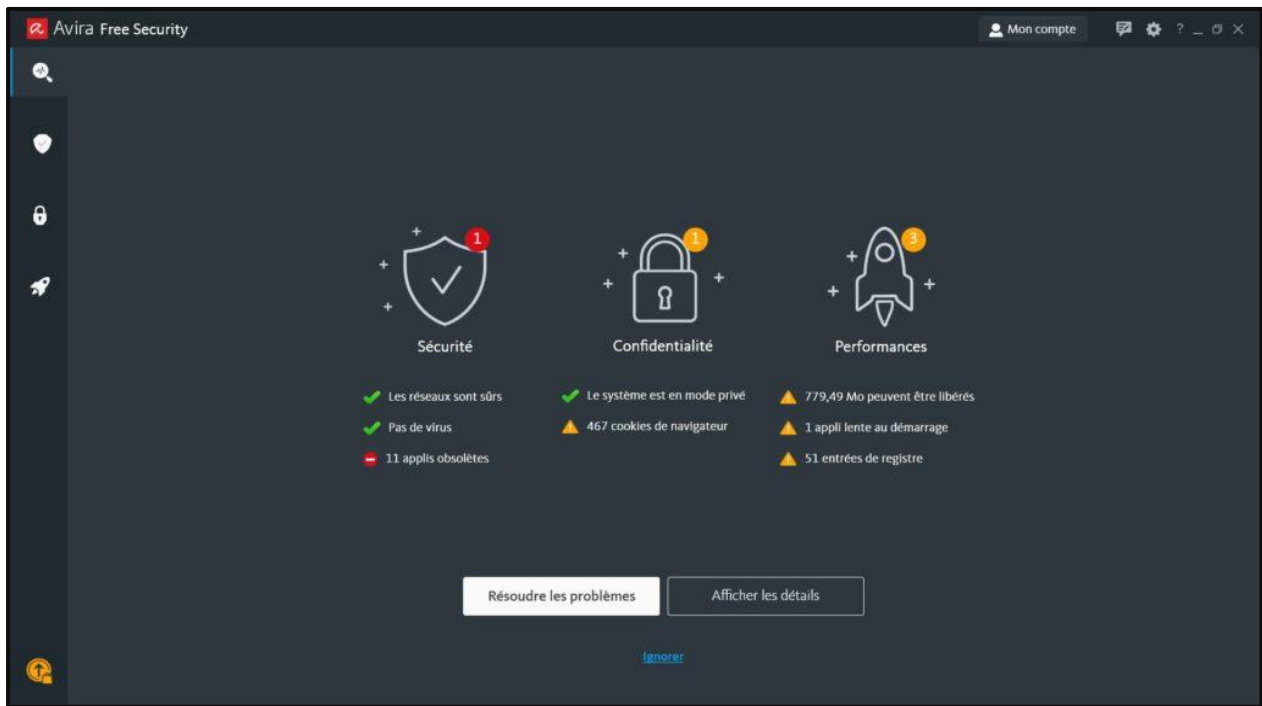 Avira Free Security
Mon compte
?
1
1
3
Sécurité
Confidentialité
Performances
Les réseaux sont sûrs
Pas de virus
11 applis obsolètes
Le système est en mode privé
467 cookies de navigateur
779,49 Mo peuvent être libérés
1 appli lente au démarrage
51 entrées de registre
Résoudre les problèmes
Afficher les détails
Ignorer